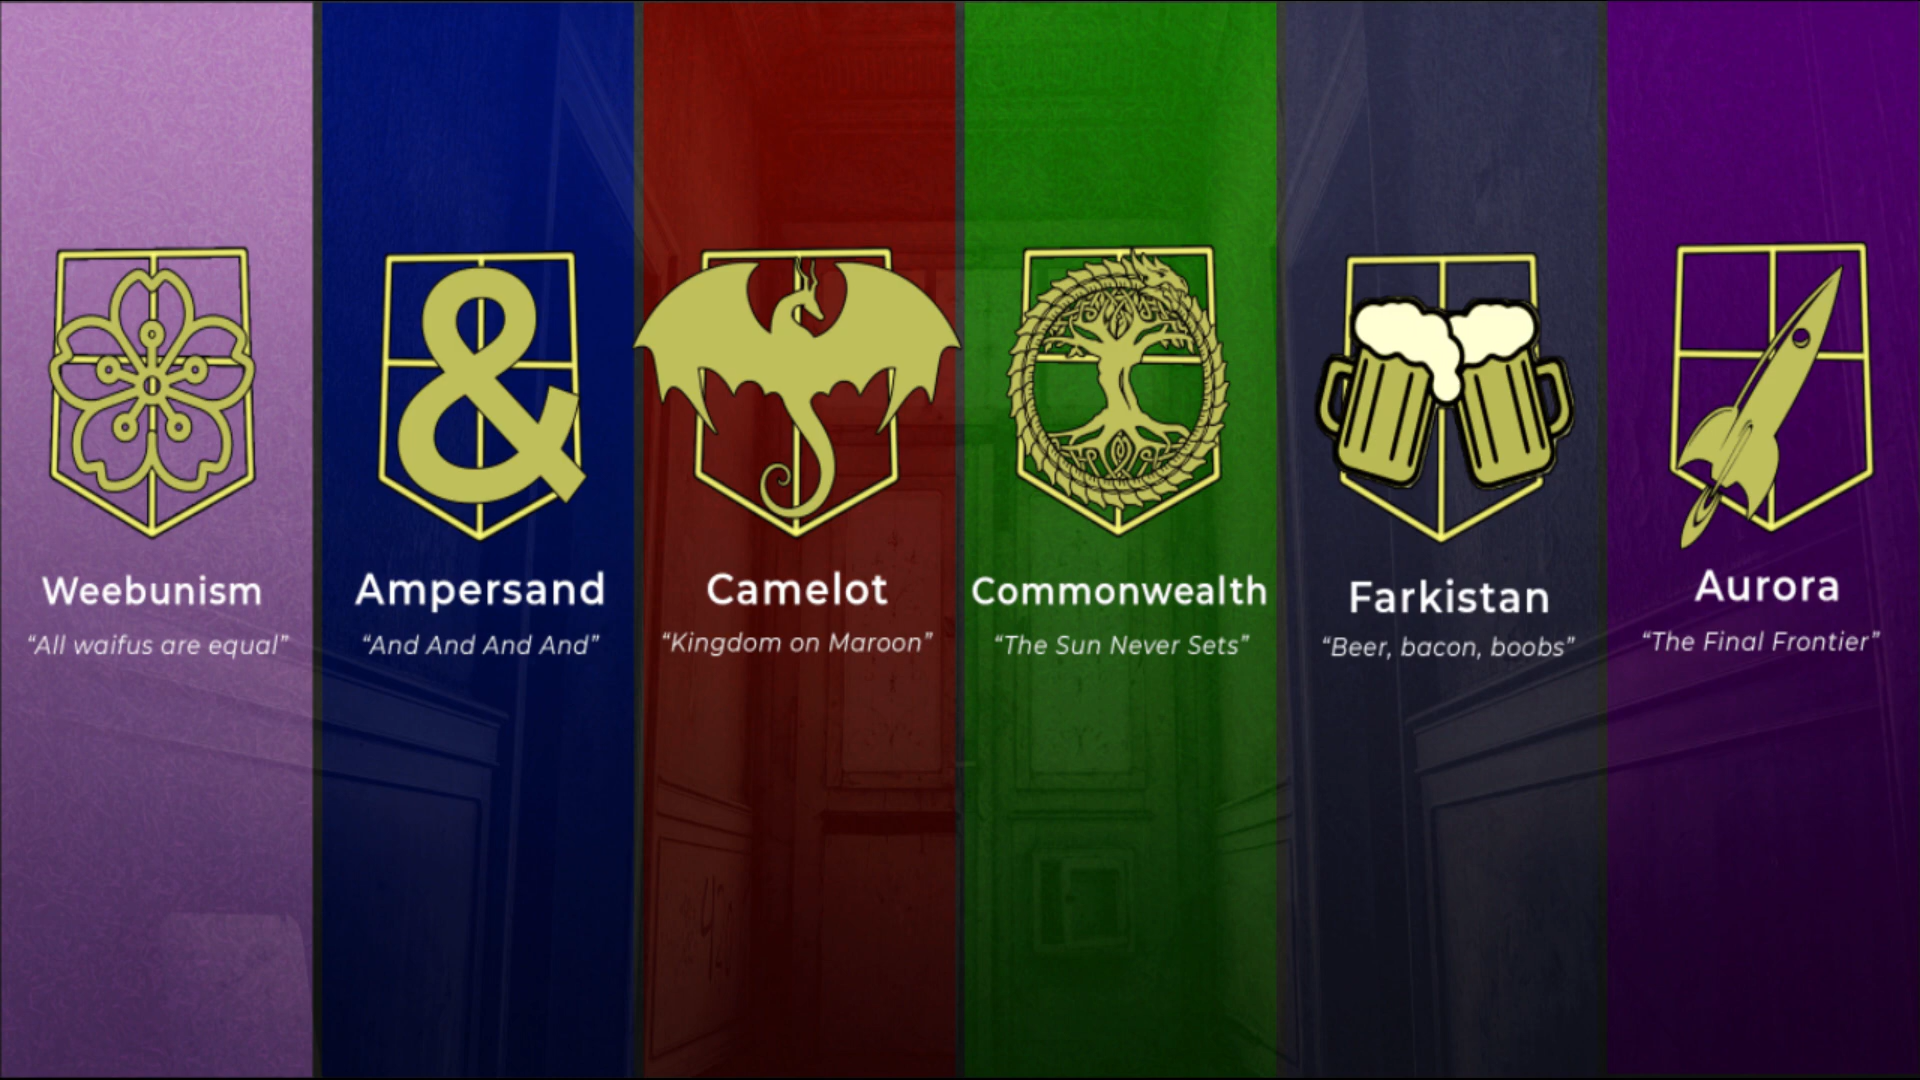 Weebunism
“All waifus are equal”
&
Ampersand
“And And And And”
Camelot
“Kingdom on Maroon”
Commonwealth
“The Sun Never Sets”
Farkistan
“Beer, bacon, boobs”
Aurora
“The Final Frontier”